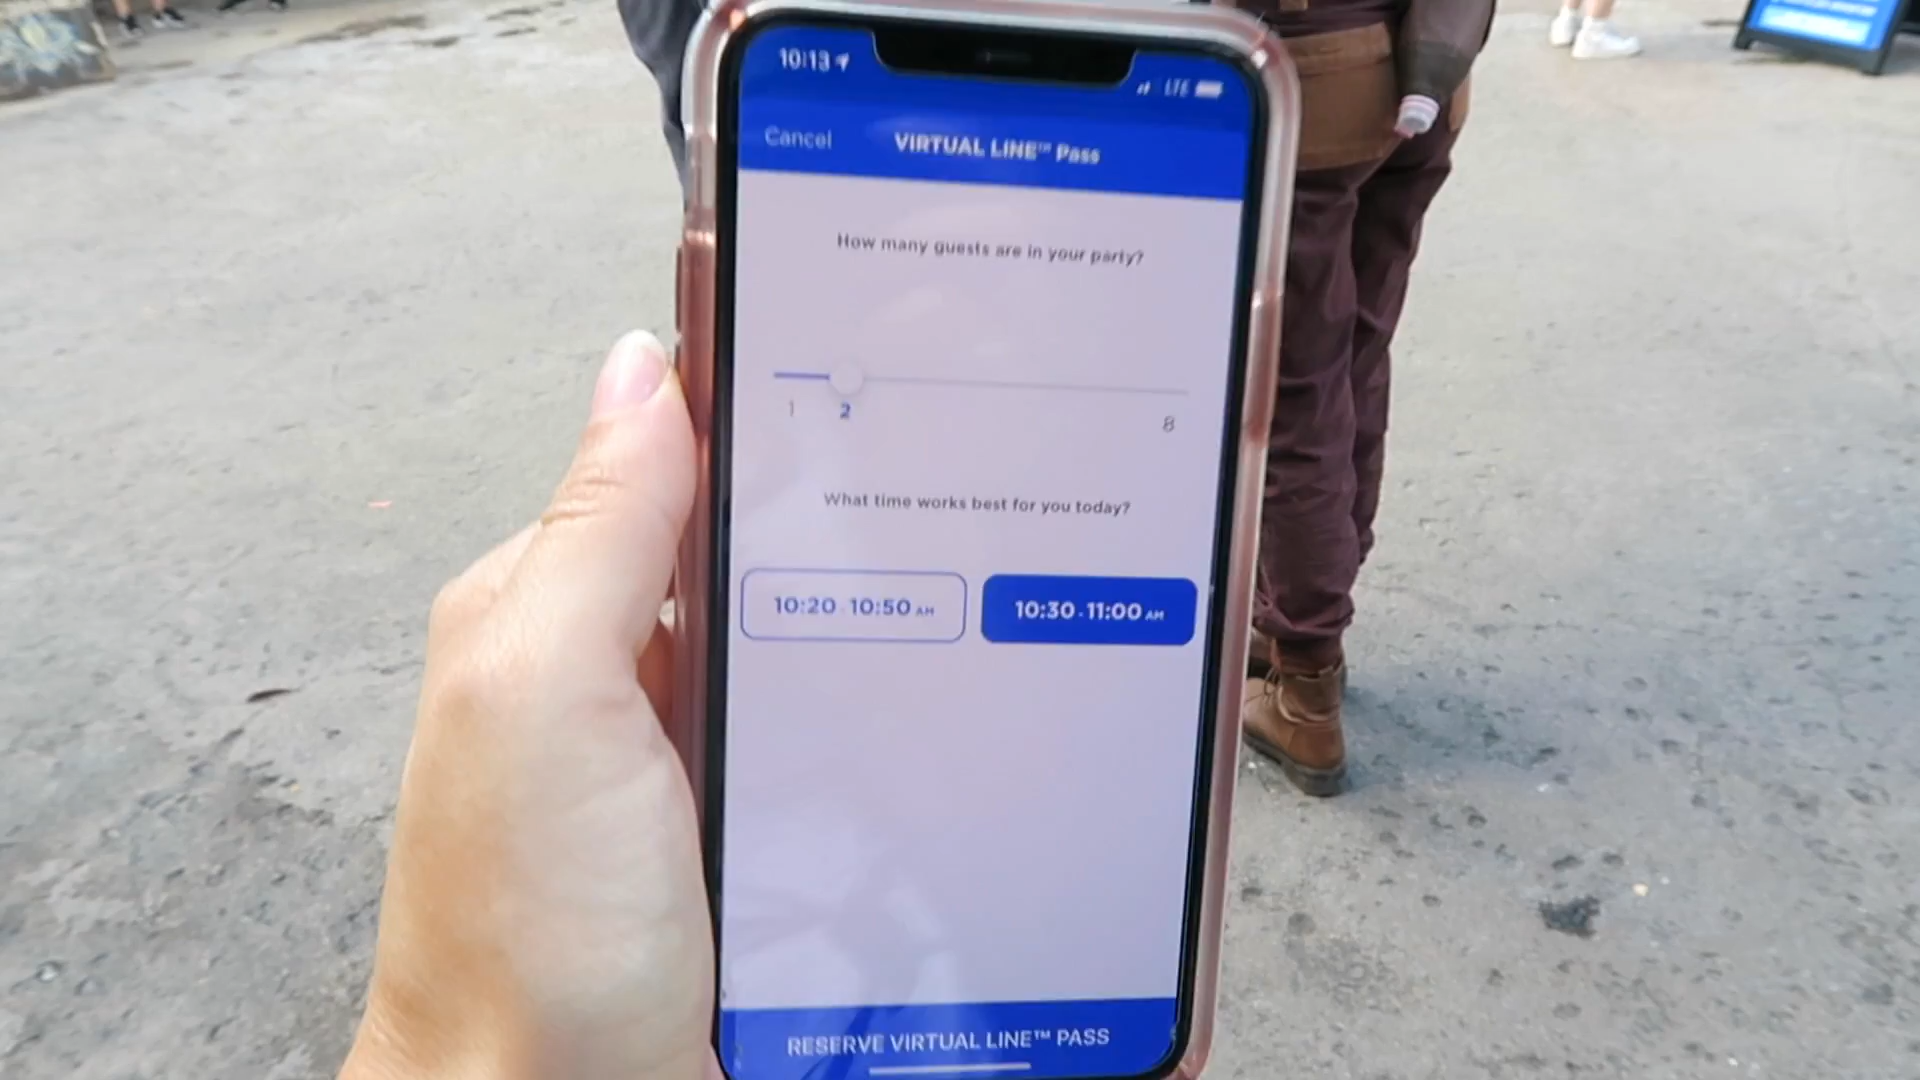 10:13
LTE
Cancel
VIRTUAL LINE™ Pass
How many guests are in your party?
1 2 8
What time works best for you today?
10:20 - 10:50 AM
10:30 - 11:00 AM
RESERVE VIRTUAL LINE™ PASS